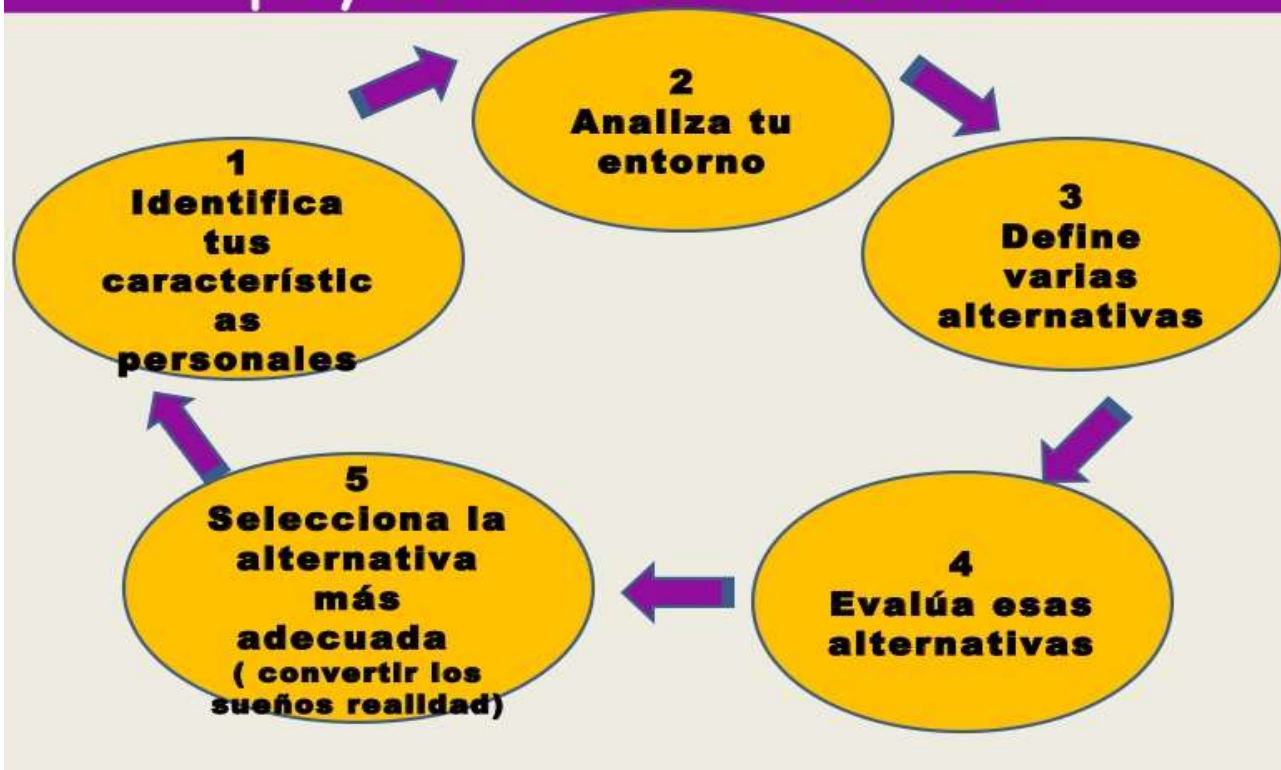 1
Identifica
tus
característic
as
personales
2
Analiza tu
entorno
3
Define
varias
alternativas
4
Evalúa esas
alternativas
5
Selecciona la
alternativa
más
adecuada
( convertir los
sueños realidad)